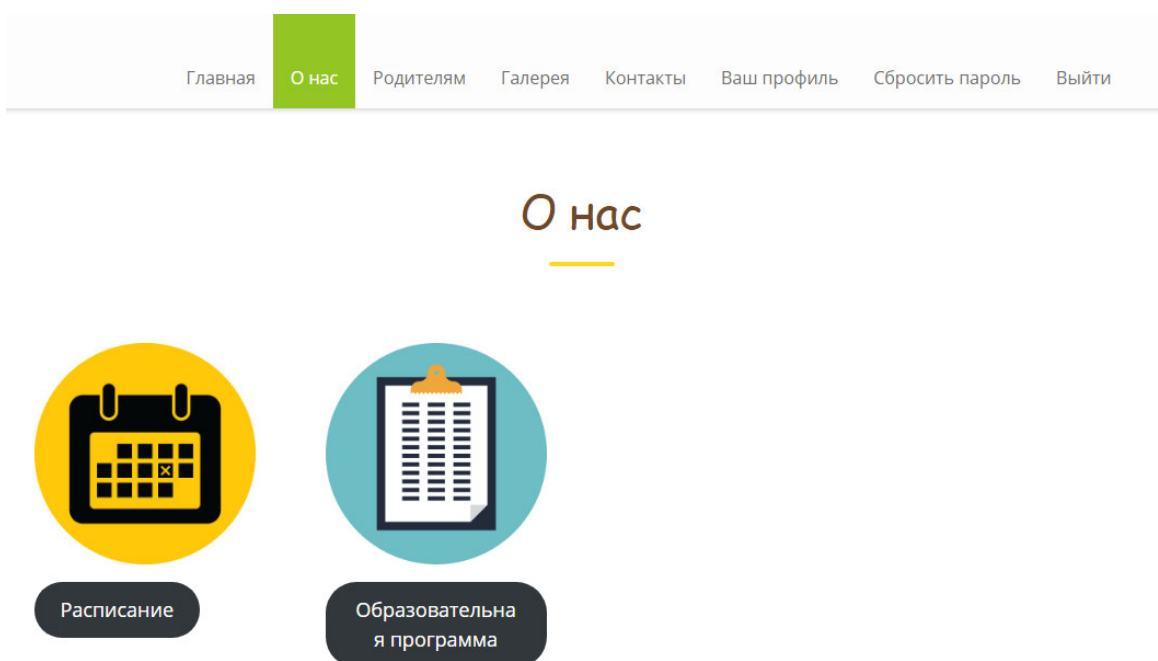 Главная О нас Родителям Галерея Контакты Ваш профиль Сбросить пароль Выйти
О нас
Расписание
Образовательна
я программа